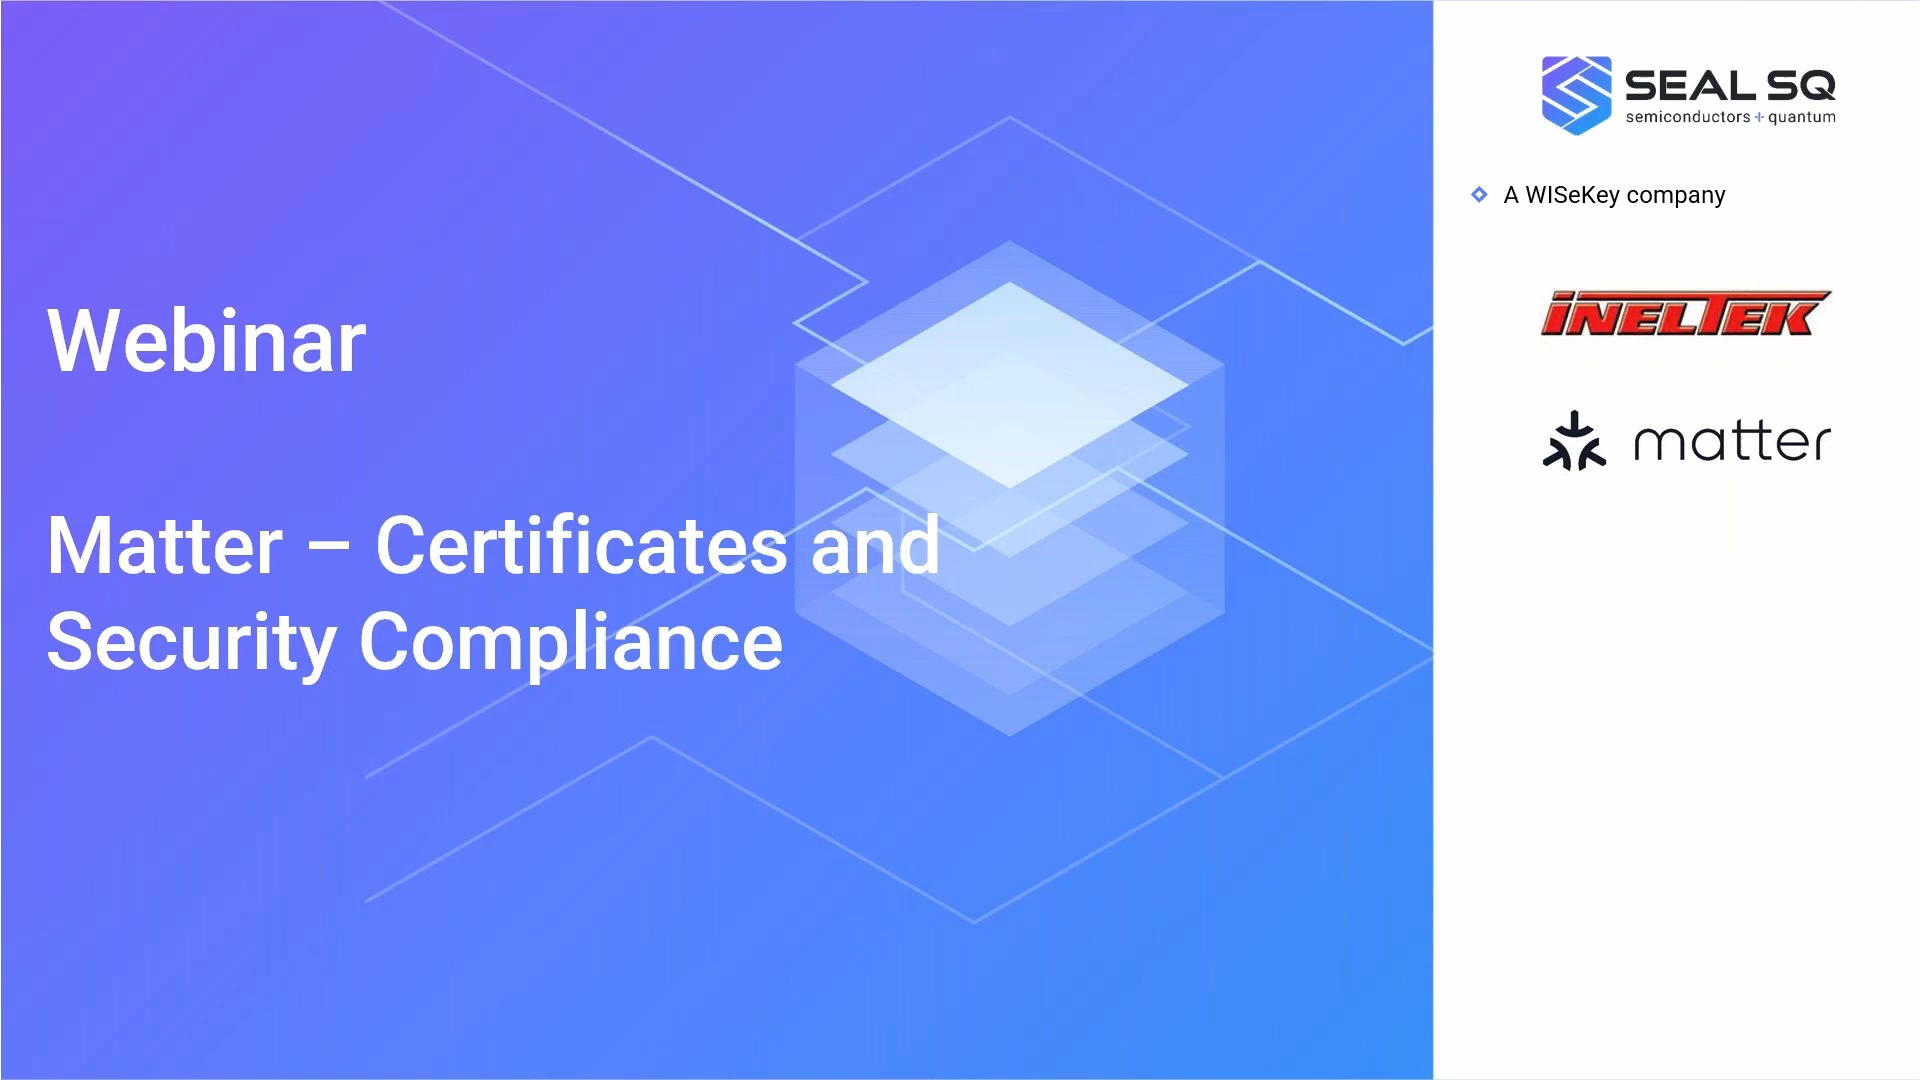 Webinar
Matter – Certificates and
Security Compliance
SEAL SQ
semiconductors + quantum
A WISeKey company
iNELTEK
matter